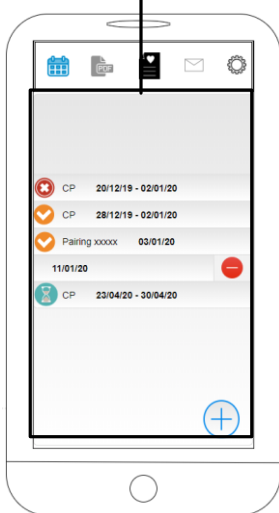 PDF
CP 20/12/19 - 02/01/20
CP 28/12/19 - 02/01/20
Pairing xxxxx 03/01/20
11/01/20
CP 23/04/20 - 30/04/20